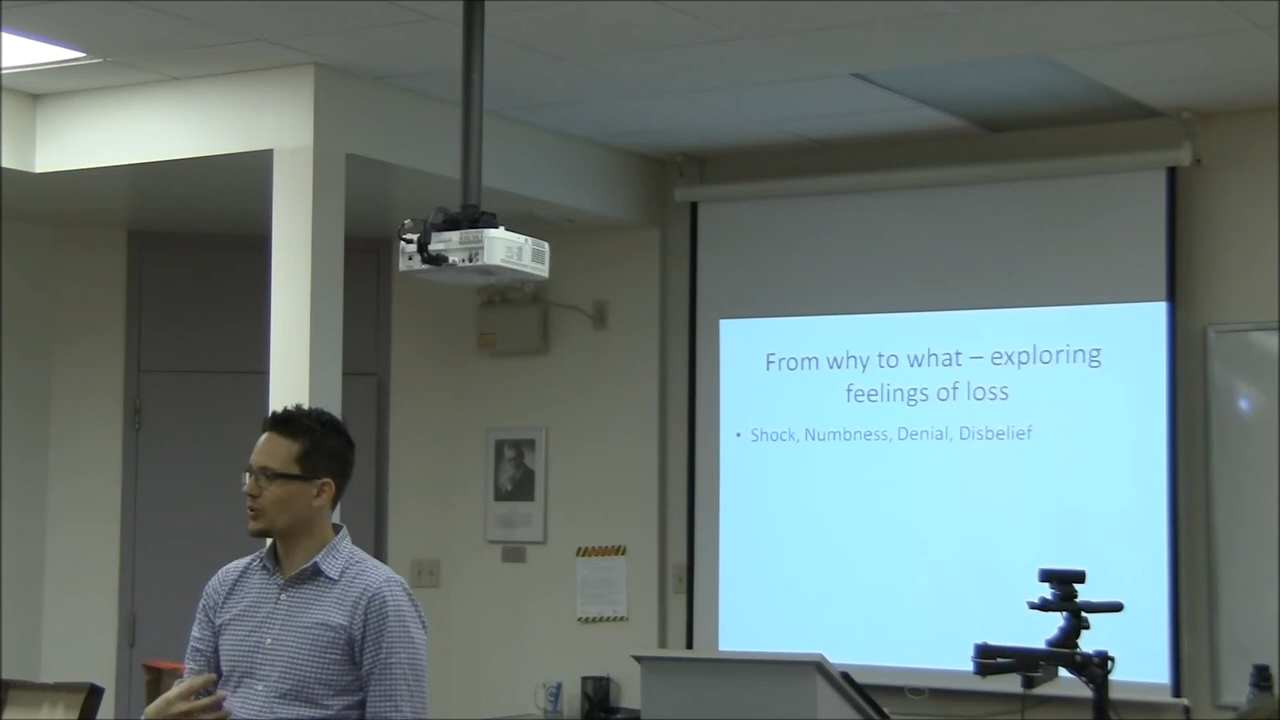 From why to what – exploring
feelings of loss
• Shock, Numbness, Denial, Disbelief